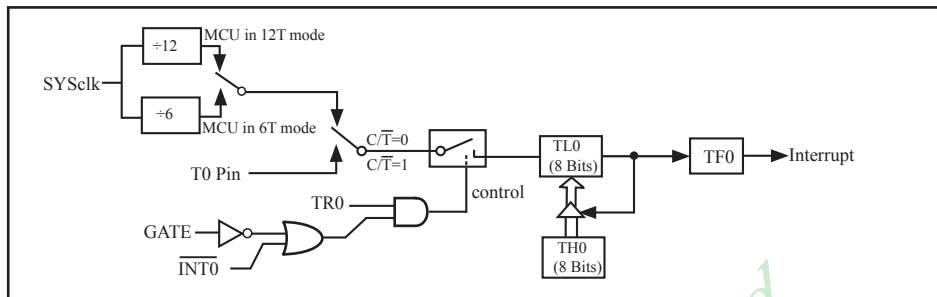 ÷12
MCU in 12T mode
SYSclk
÷6
MCU in 6T mode
C/T̅=0
C/T̅=1
T0 Pin
TL0
(8 Bits)
TF0
Interrupt
control
TR0
GATE
I̅N̅T̅0̅
TH0
(8 Bits)
d